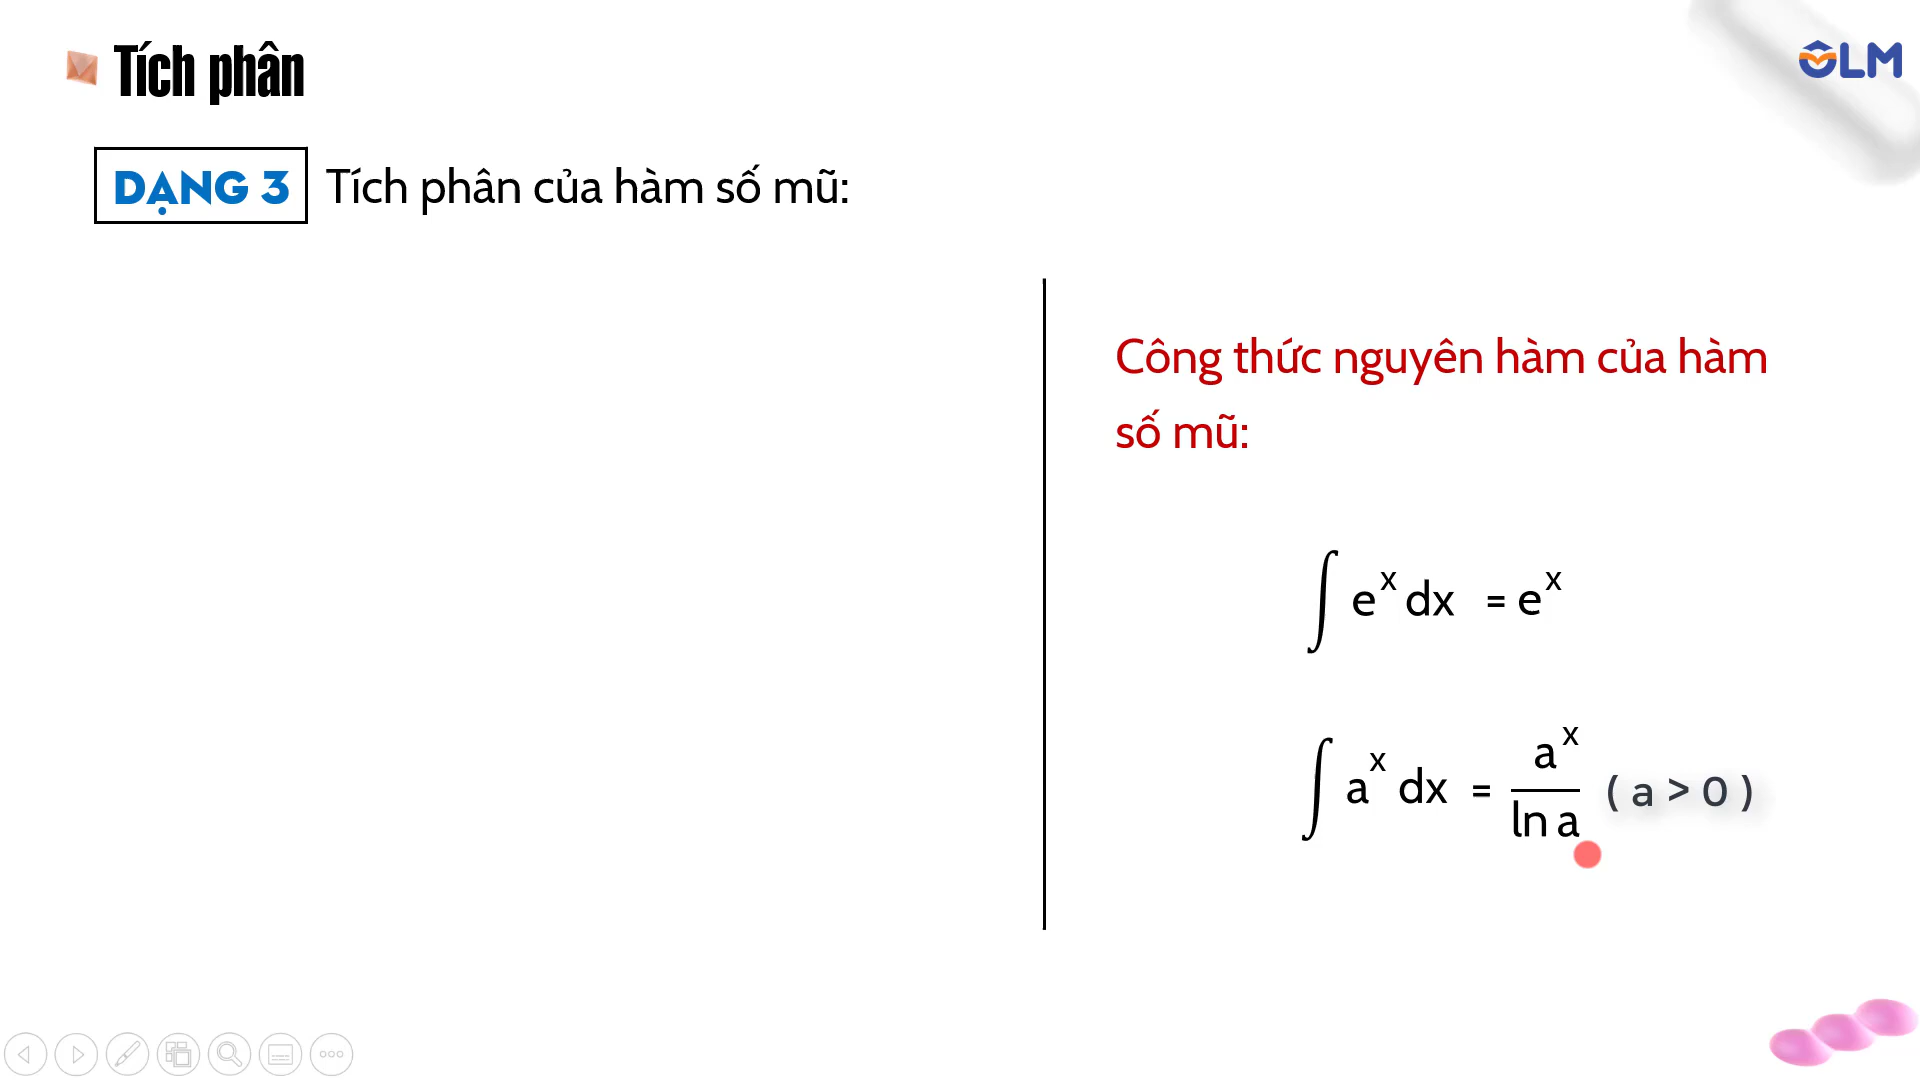 Tích phân
OLM
DẠNG 3 Tích phân của hàm số mũ:
Công thức nguyên hàm của hàm
số mũ:
∫ e^x dx = e^x
∫ a^x dx = a^x / ln a ( a > 0 )